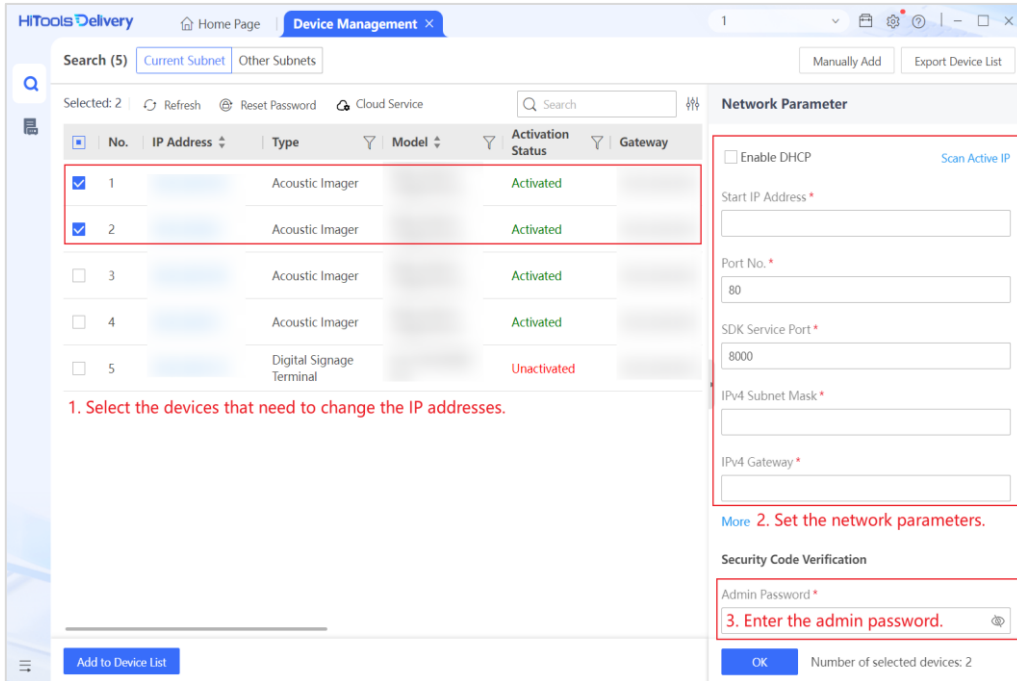 HiTools Delivery
Home Page
Device Management ×
1
Search (5) Current Subnet Other Subnets
Manually Add Export Device List
Selected: 2 Refresh Reset Password Cloud Service
Search
No. IP Address Type Model Activation Status Gateway
1 Acoustic Imager Activated
2 Acoustic Imager Activated
3 Acoustic Imager Activated
4 Acoustic Imager Activated
5 Digital Signage Terminal Unactivated
1. Select the devices that need to change the IP addresses.
Add to Device List
Network Parameter
Enable DHCP Scan Active IP
Start IP Address *
Port No. *
80
SDK Service Port *
8000
IPv4 Subnet Mask *
IPv4 Gateway *
More 2. Set the network parameters.
Security Code Verification
Admin Password *
3. Enter the admin password.
OK Number of selected devices: 2